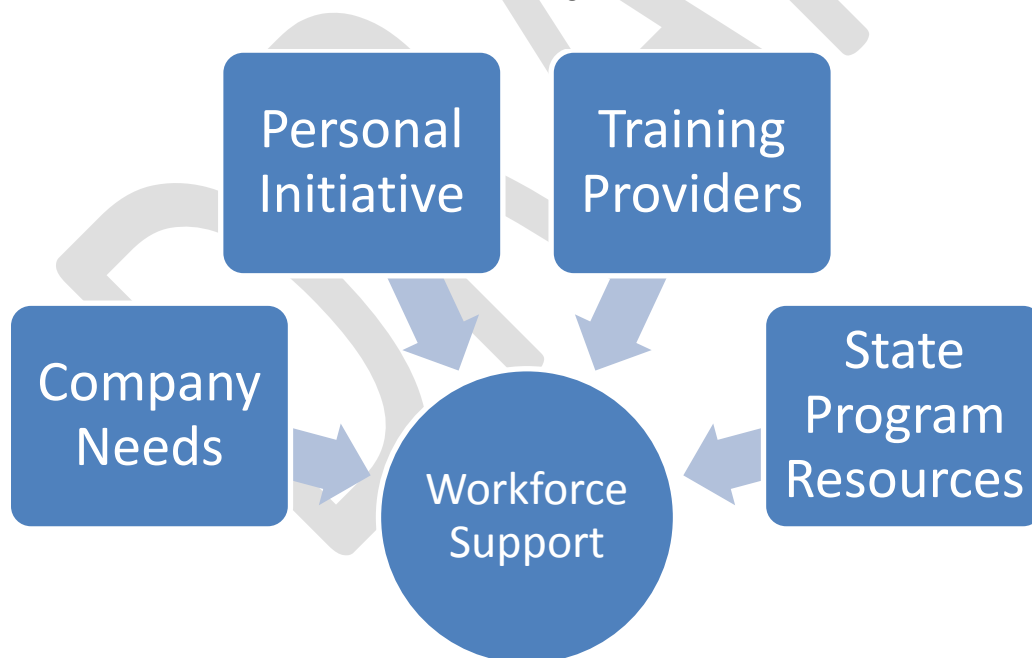 Personal
Initiative
Training
Providers
Company
Needs
State
Program
Resources
Workforce
Support